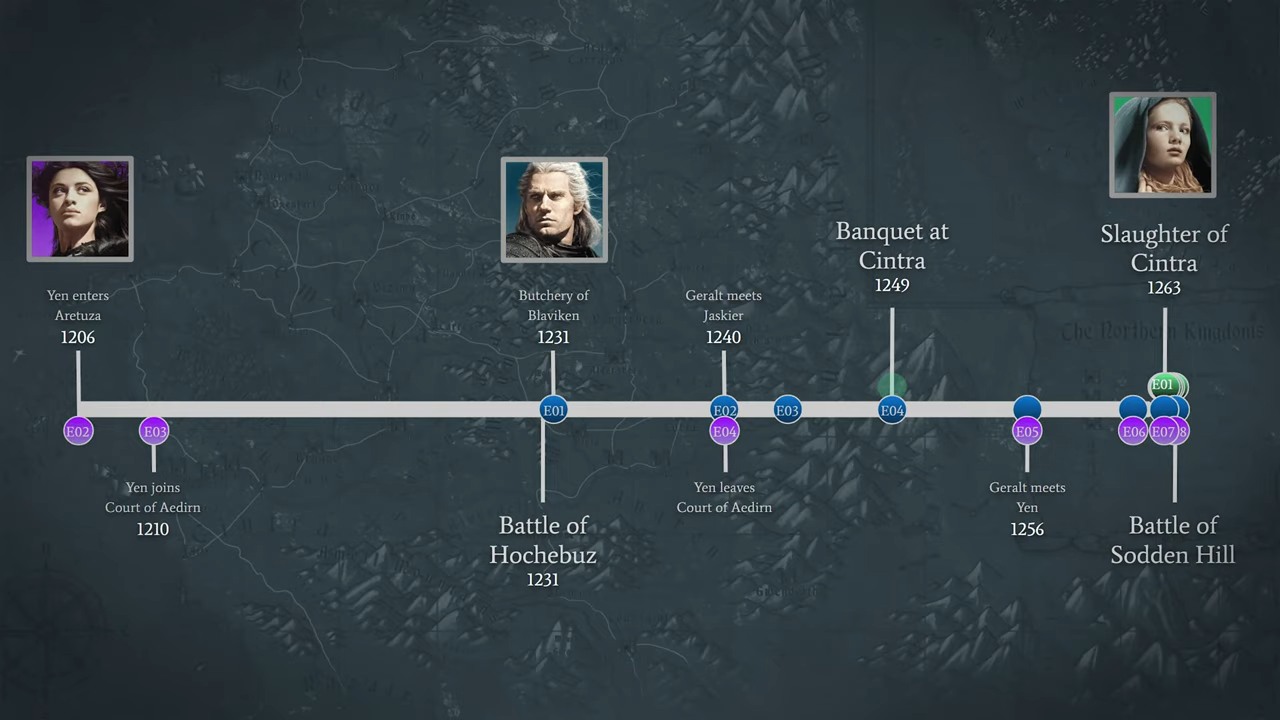 Yen enters
Aretuza
1206
Butchery of
Blaviken
1231
Geralt meets
Jaskier
1240
Banquet at
Cintra
1249
Slaughter of
Cintra
1263
The Northern Kingdoms
E01
E01
E02
E03
E04
E02
E03
E04
E05
E06
E07
8
Yen joins
Court of Aedirn
1210
Battle of
Hochebuz
1231
Yen leaves
Court of Aedirn
Geralt meets
Yen
1256
Battle of
Sodden Hill